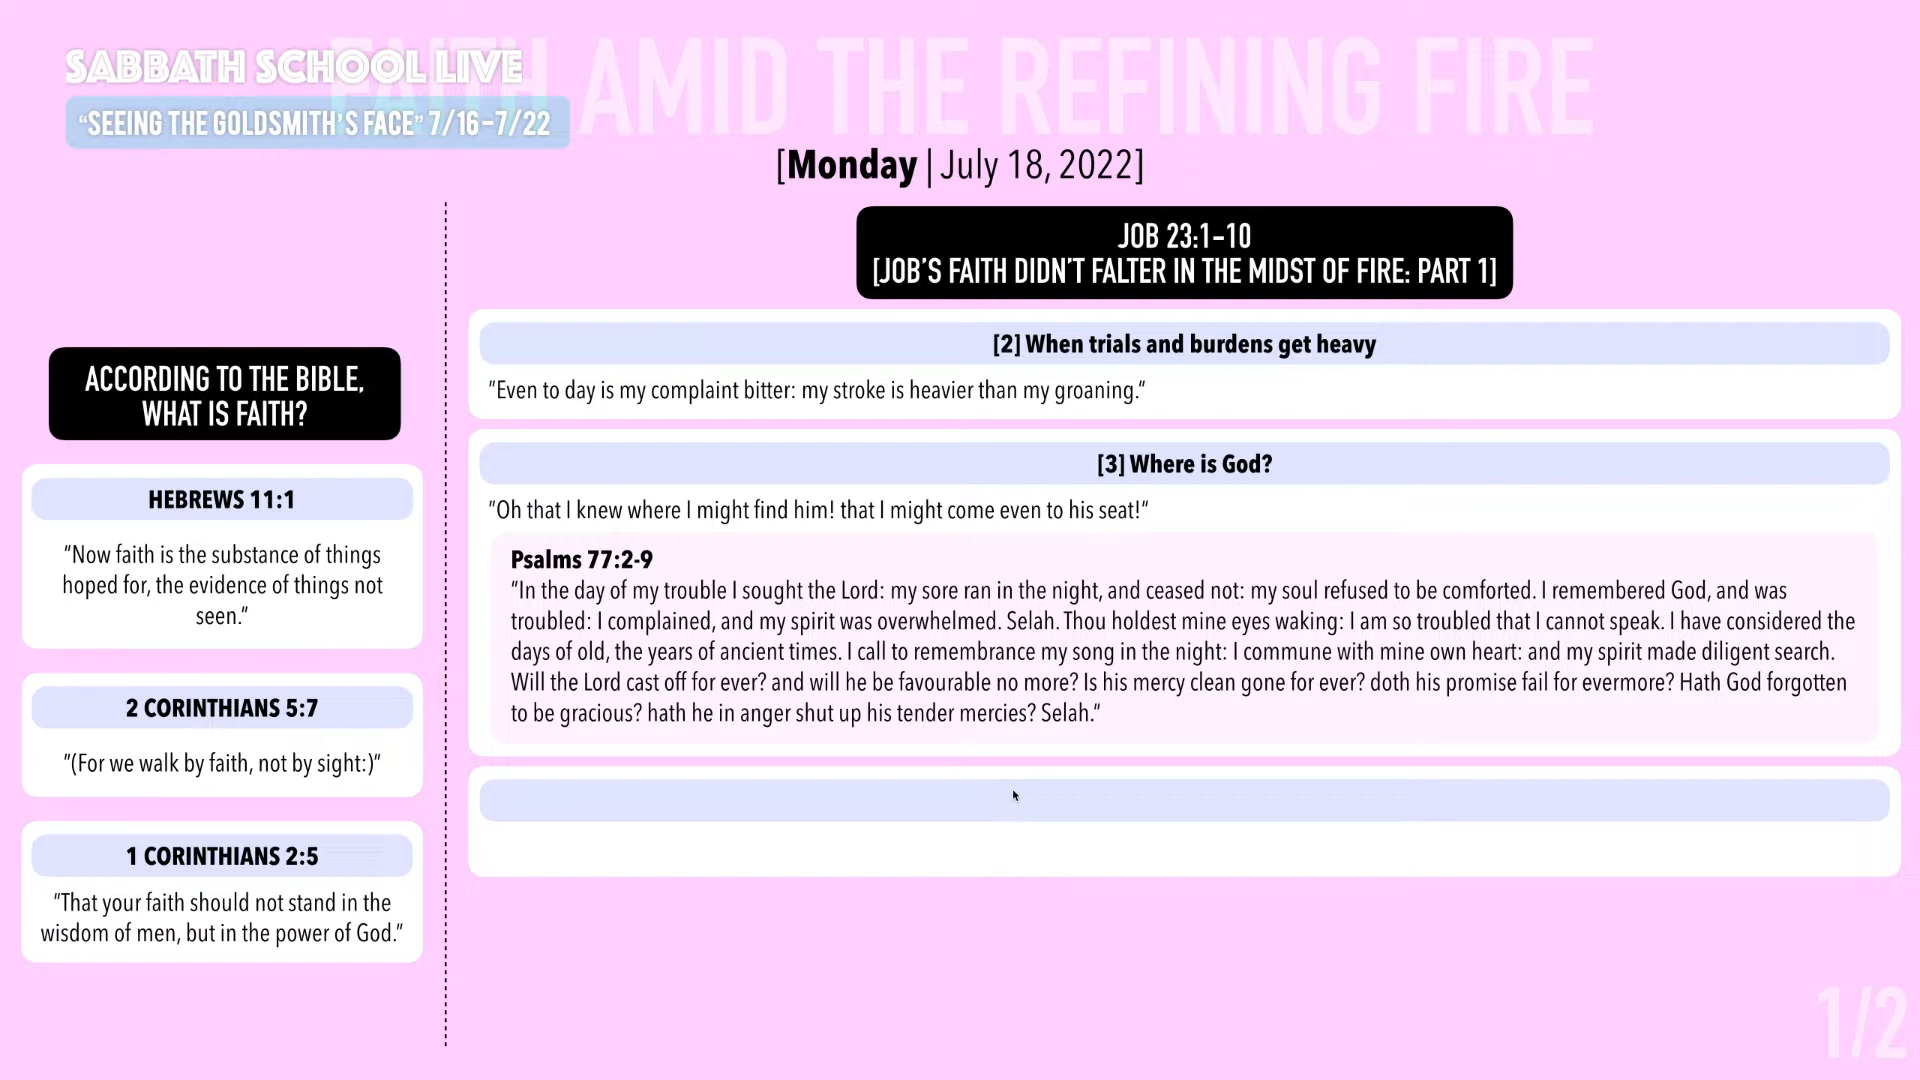 FAITH AMID THE REFINING FIRE
SABBATH SCHOOL LIVE
“SEEING THE GOLDSMITH’S FACE” 7/16–7/22
[Monday | July 18, 2022]
ACCORDING TO THE BIBLE,
WHAT IS FAITH?
HEBREWS 11:1
“Now faith is the substance of things
hoped for, the evidence of things not
seen.”
2 CORINTHIANS 5:7
“(For we walk by faith, not by sight:)”
1 CORINTHIANS 2:5
“That your faith should not stand in the
wisdom of men, but in the power of God.”
JOB 23:1–10
[JOB’S FAITH DIDN’T FALTER IN THE MIDST OF FIRE: PART 1]
[2] When trials and burdens get heavy
“Even to day is my complaint bitter: my stroke is heavier than my groaning.”
[3] Where is God?
“Oh that I knew where I might find him! that I might come even to his seat!”
Psalms 77:2-9
“In the day of my trouble I sought the Lord: my sore ran in the night, and ceased not: my soul refused to be comforted. I remembered God, and was
troubled: I complained, and my spirit was overwhelmed. Selah. Thou holdest mine eyes waking: I am so troubled that I cannot speak. I have considered the
days of old, the years of ancient times. I call to remembrance my song in the night: I commune with mine own heart: and my spirit made diligent search.
Will the Lord cast off for ever? and will he be favourable no more? Is his mercy clean gone for ever? doth his promise fail for evermore? Hath God forgotten
to be gracious? hath he in anger shut up his tender mercies? Selah.”
1/2